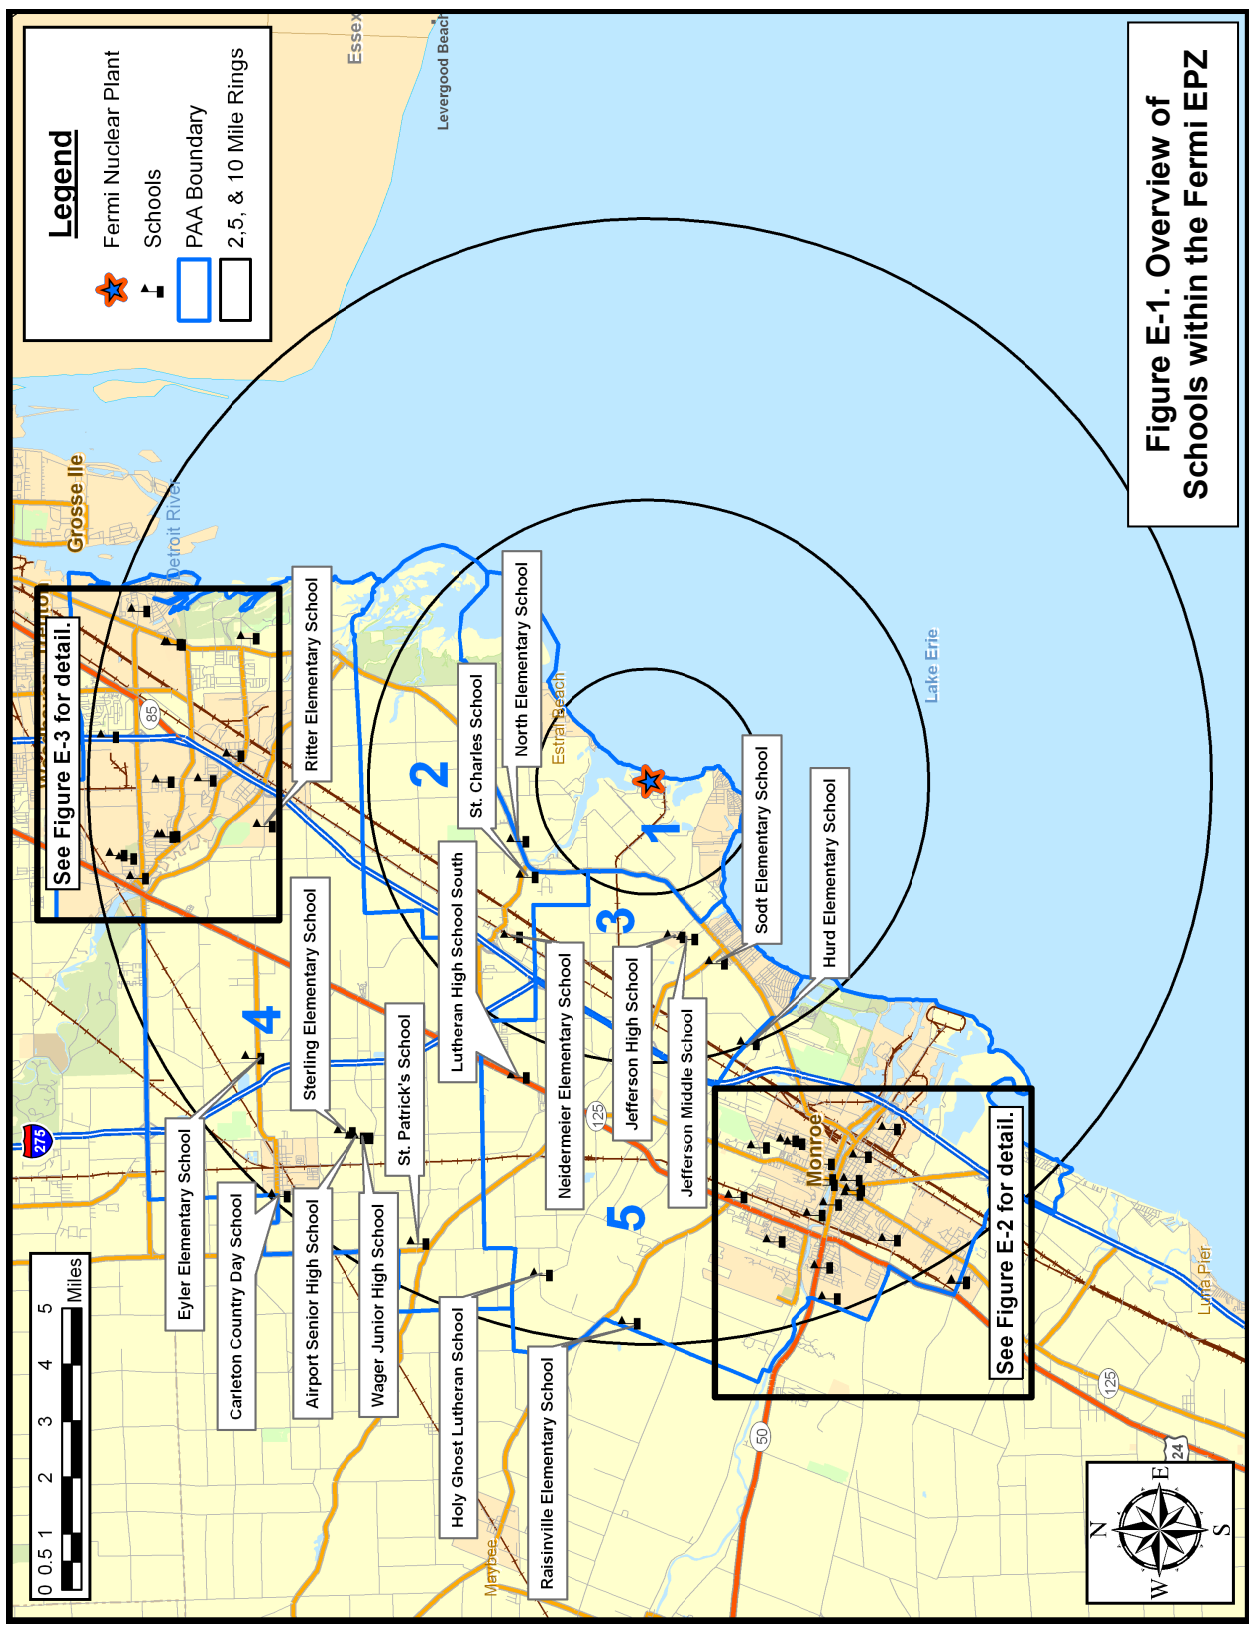 Essex
Levergood Beach
Legend
Fermi Nuclear Plant
Schools
PAA Boundary
2,5, & 10 Mile Rings
Figure E-1. Overview of
Schools within the Fermi EPZ
Grosse Ile
Detroit River
See Figure E-3 for detail.
85
Ritter Elementary School
North Elementary School
St. Charles School
Estral Beach
Lake Erie
2
1
3
4
5
Sodt Elementary School
Hurd Elementary School
Lutheran High School South
Sterling Elementary School
St. Patrick's School
Neidermeier Elementary School
Jefferson High School
Jefferson Middle School
125
275
Eyler Elementary School
Carleton Country Day School
Airport Senior High School
Wager Junior High School
Holy Ghost Lutheran School
Raisinville Elementary School
Monroe
See Figure E-2 for detail.
Luna Pier
Maybee
50
125
24
0 0.5 1 2 3 4 5
Miles
N
W
E
S